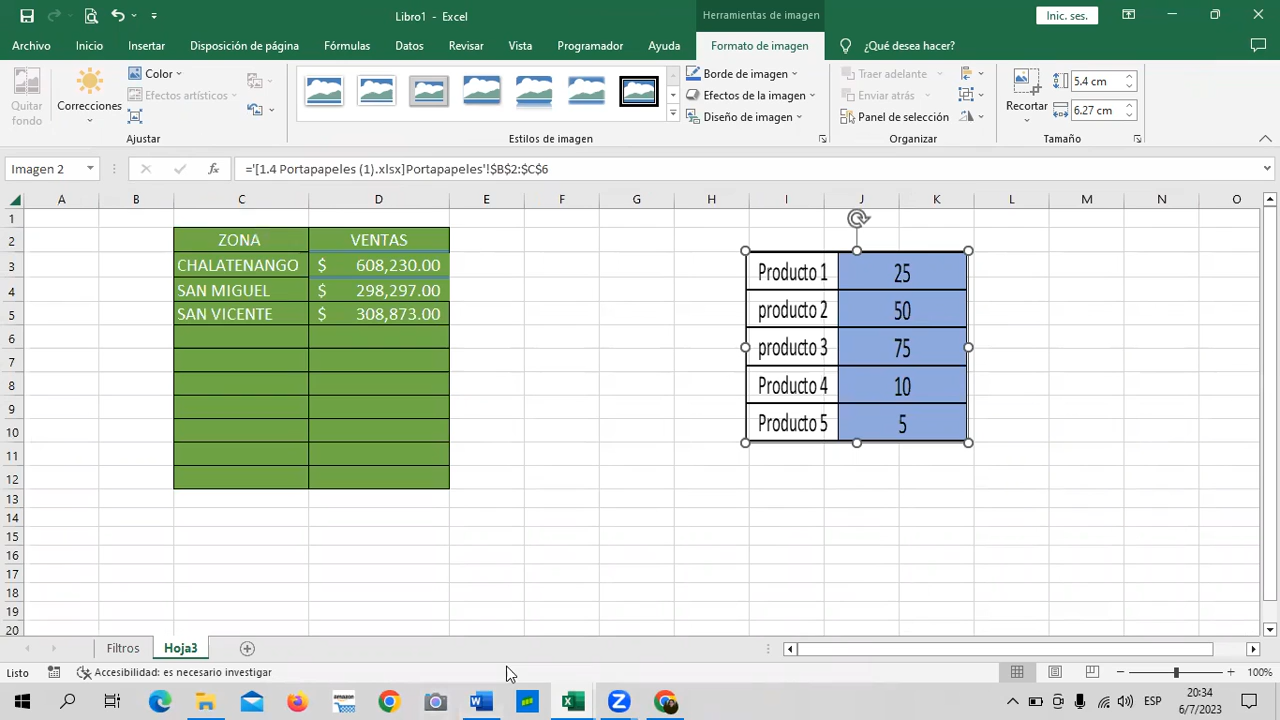 Libro1 - Excel
Herramientas de imagen
Inic. ses.
Archivo Inicio Insertar Disposición de página Fórmulas Datos Revisar Vista Programador Ayuda Formato de imagen ¿Qué desea hacer?
Quitar fondo
Correcciones
Color
Efectos artísticos
Ajustar
Estilos de imagen
Borde de imagen
Efectos de la imagen
Diseño de imagen
Traer adelante
Enviar atrás
Panel de selección
Organizar
Recortar
5.4 cm
6.27 cm
Tamaño
Imagen 2 fx ='[1.4 Portapapeles (1).xlsx]Portapapeles'!$B$2:$C$6
A B C D E F G H I J K L M N O
1
2 ZONA VENTAS
3 CHALATENANGO $ 608,230.00
4 SAN MIGUEL $ 298,297.00
5 SAN VICENTE $ 308,873.00
6
7
8
9
10
11
12
13
14
15
16
17
18
19
20
Producto 1 25
producto 2 50
producto 3 75
Producto 4 10
Producto 5 5
Filtros Hoja3
Listo Accesibilidad: es necesario investigar 100%
amazon
ESP
20:34
6/7/2023